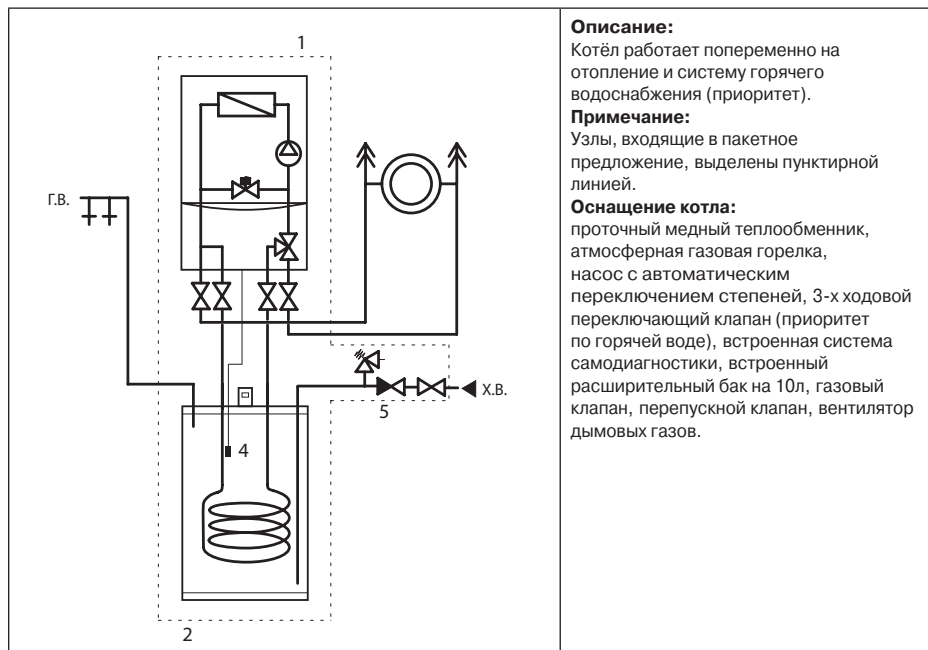 1
Г.В.
Х.В.
5
4
2
Описание:
Котёл работает попеременно на
отопление и систему горячего
водоснабжения (приоритет).
Примечание:
Узлы, входящие в пакетное
предложение, выделены пунктирной
линией.
Оснащение котла:
проточный медный теплообменник,
атмосферная газовая горелка,
насос с автоматическим
переключением степеней, 3-х ходовой
переключающий клапан (приоритет
по горячей воде), встроенная система
самодиагностики, встроенный
расширительный бак на 10л, газовый
клапан, перепускной клапан, вентилятор
дымовых газов.